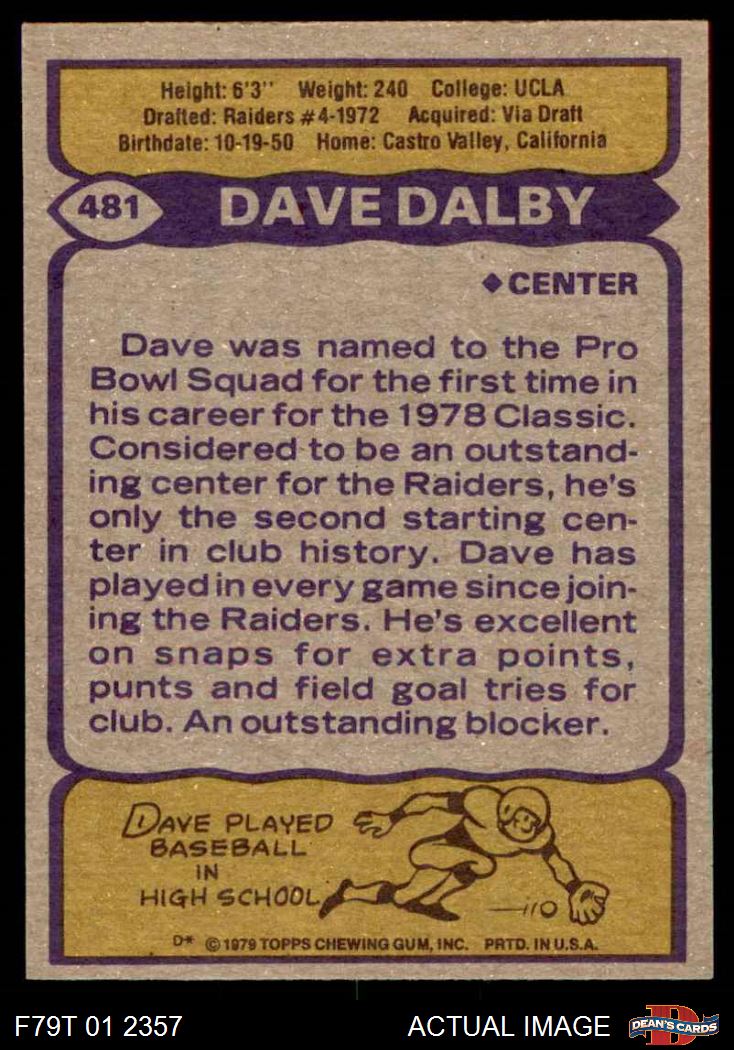 Height: 6'3'' Weight: 240 College: UCLA
Drafted: Raiders #4-1972 Acquired: Via Draft
Birthdate: 10-19-50 Home: Castro Valley, California
481 DAVE DALBY
◆CENTER
Dave was named to the Pro
Bowl Squad for the first time in
his career for the 1978 Classic.
Considered to be an outstand-
ing center for the Raiders, he's
only the second starting cen-
ter in club history. Dave has
played in every game since join-
ing the Raiders. He's excellent
on snaps for extra points,
punts and field goal tries for
club. An outstanding blocker.
DAVE PLAYED
BASEBALL
IN
HIGH SCHOOL
D* © 1979 TOPPS CHEWING GUM, INC. PRTD. IN U.S.A.
F79T 01 2357 ACTUAL IMAGE D DEAN'S CARDS